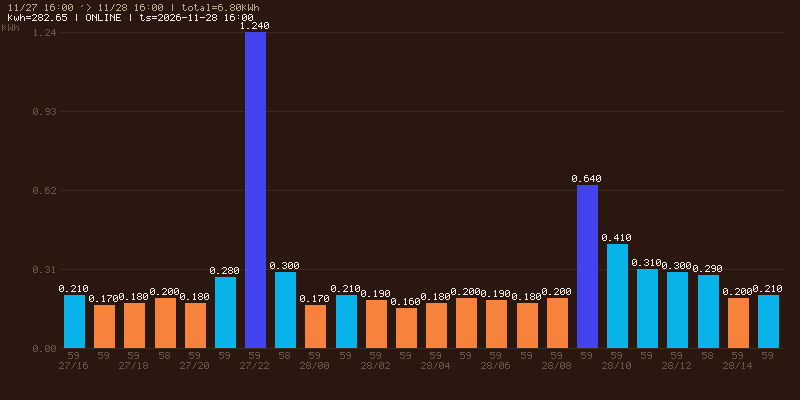 11/27 16:00 -> 11/28 16:00 | total=6.80kWh
Kwh=282.65 | ONLINE | ts=2026-11-28 16:00
kWh
1.240
1.24
0.93
0.62
0.640
0.410
0.31
0.210 0.170 0.180 0.200 0.180 0.280 0.300 0.170 0.210 0.190 0.160 0.180 0.200 0.190 0.180 0.200 0.310 0.300 0.290 0.200 0.210
0.00
59 59 59 58 59 59 59 58 59 59 59 59 59 59 59 59 59 59 59 59 59 58 59 59
27/16 27/18 27/20 27/22 28/00 28/02 28/04 28/06 28/08 28/10 28/12 28/14